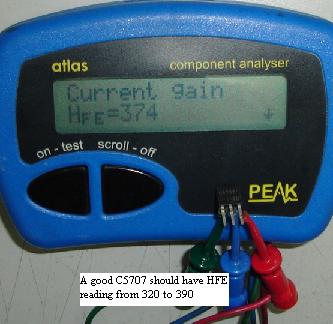 atlas component analyser
Current gain
HFE=374
on - test scroll - off
PEAK
A good C5707 should have HFE
reading from 320 to 390